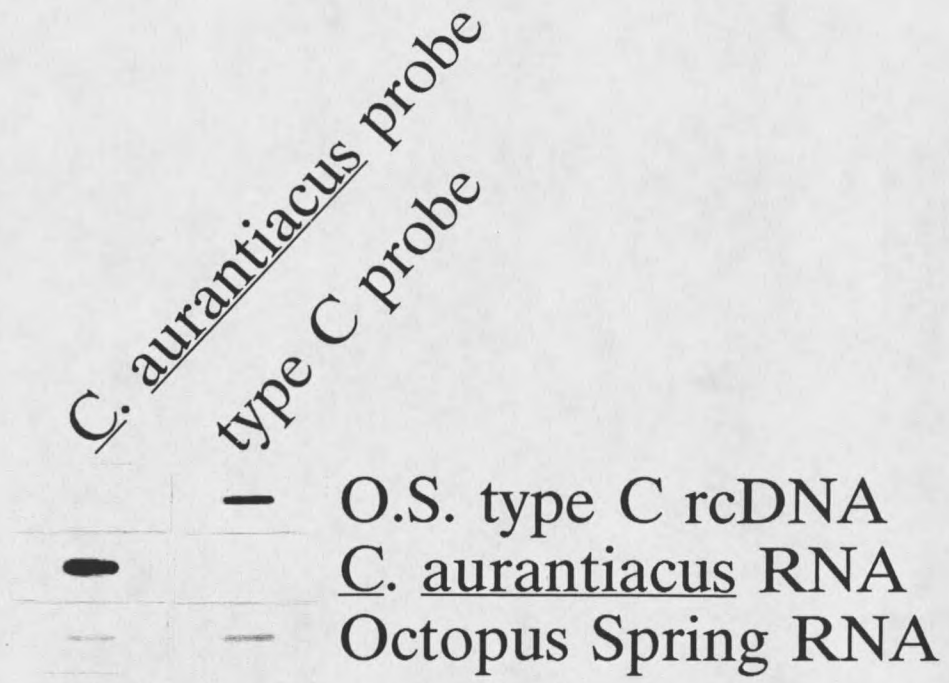 C. aurantiacus probe
type C probe
O.S. type C rcDNA
C. aurantiacus RNA
Octopus Spring RNA